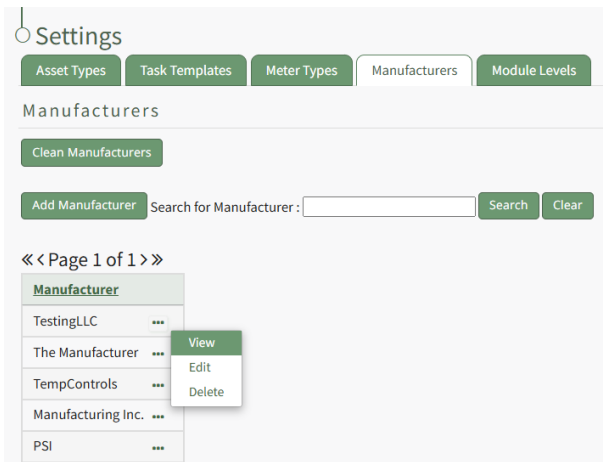 Settings
Asset Types Task Templates Meter Types Manufacturers Module Levels
Manufacturers
Clean Manufacturers
Add Manufacturer Search for Manufacturer : Search Clear
«‹Page 1 of 1›»
Manufacturer
TestingLLC ...
View
The Manufacturer ...
Edit
TempControls ...
Delete
Manufacturing Inc. ...
PSI ...